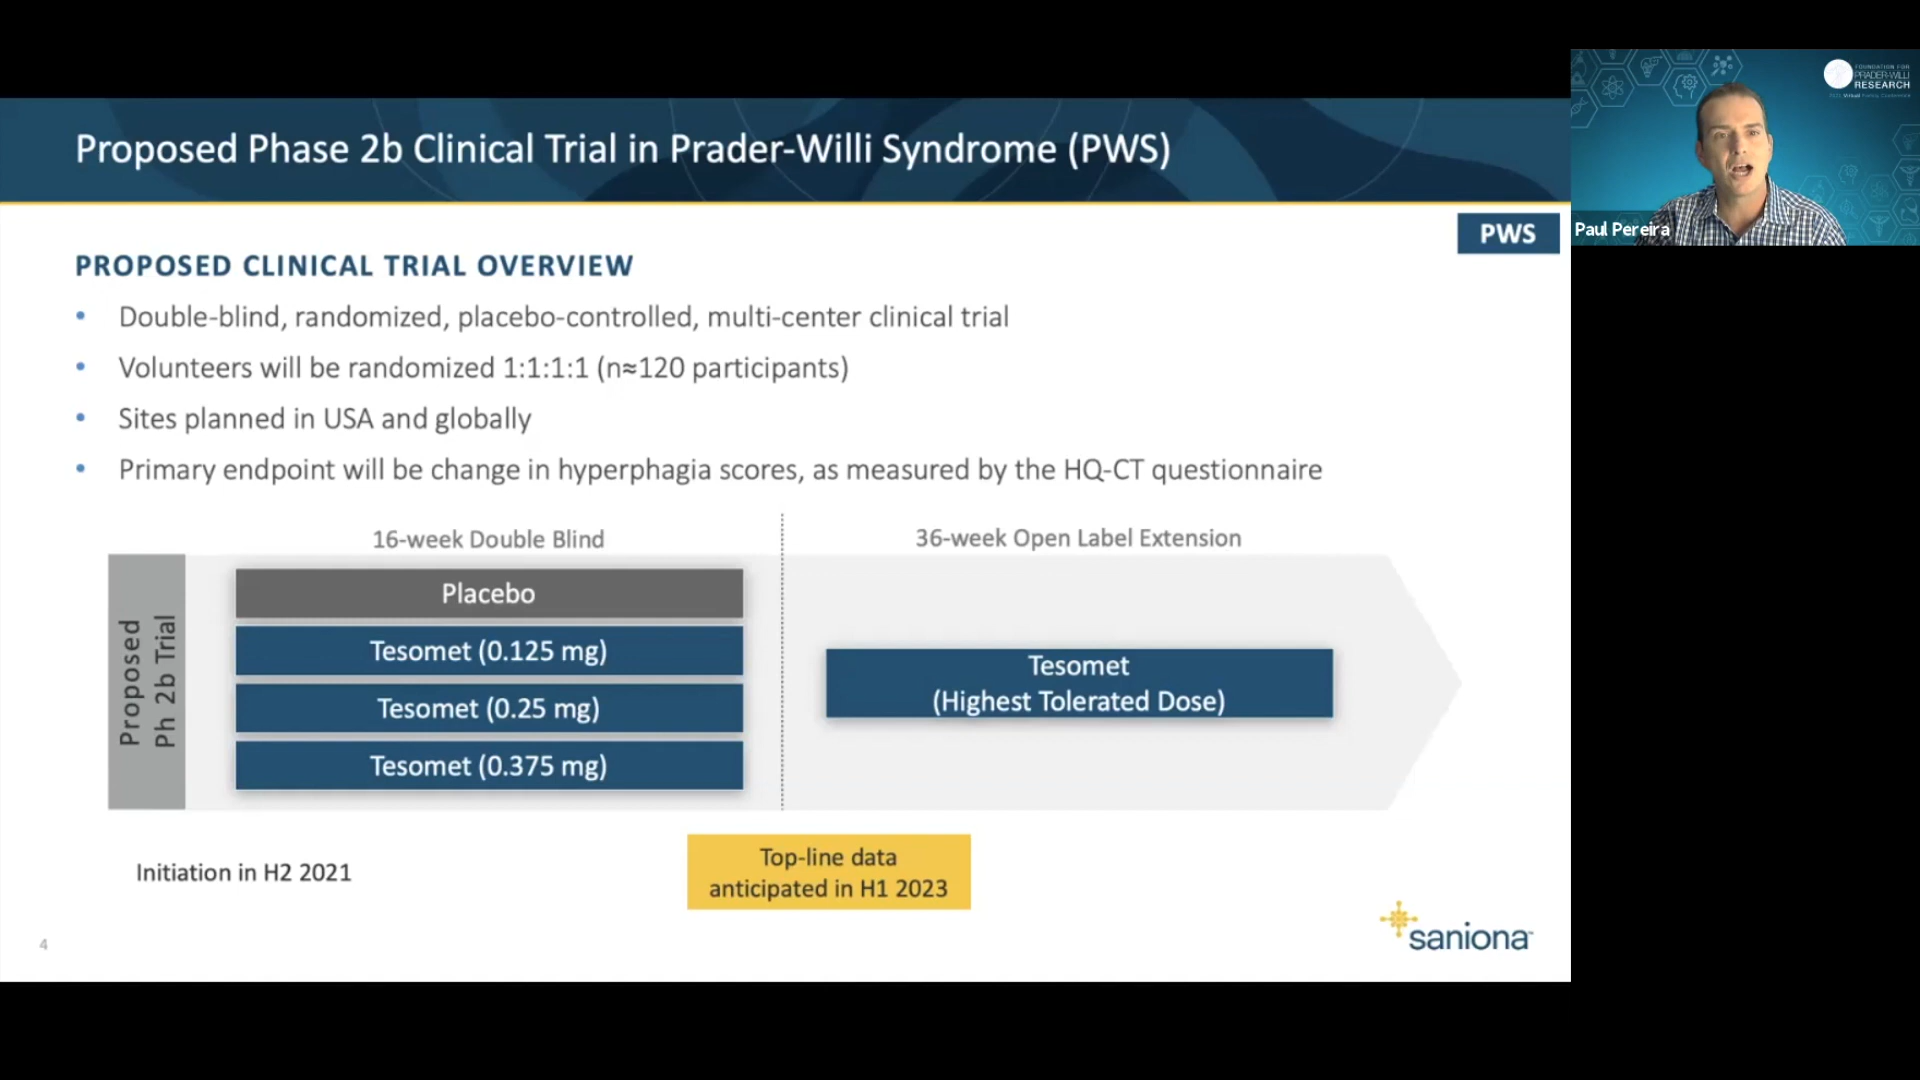 Proposed Phase 2b Clinical Trial in Prader-Willi Syndrome (PWS)
PWS
PROPOSED CLINICAL TRIAL OVERVIEW
• Double-blind, randomized, placebo-controlled, multi-center clinical trial
• Volunteers will be randomized 1:1:1:1 (n≈120 participants)
• Sites planned in USA and globally
• Primary endpoint will be change in hyperphagia scores, as measured by the HQ-CT questionnaire
16-week Double Blind
36-week Open Label Extension
Proposed
Ph 2b Trial
Placebo
Tesomet (0.125 mg)
Tesomet (0.25 mg)
Tesomet (0.375 mg)
Tesomet
(Highest Tolerated Dose)
Initiation in H2 2021
Top-line data
anticipated in H1 2023
4
saniona
FOUNDATION FOR
PRADER-WILLI
RESEARCH
Paul Pereira